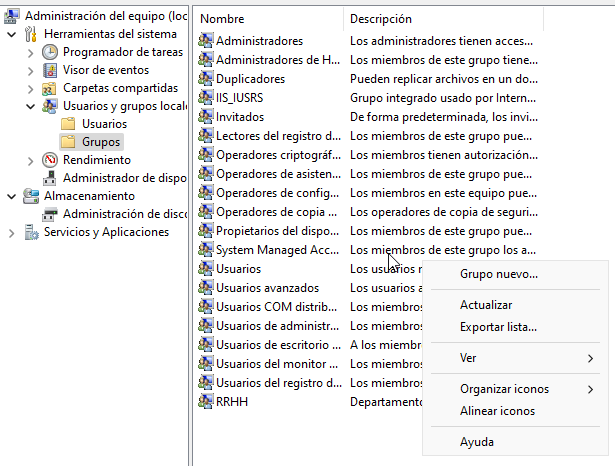 Administración del equipo (loc
Herramientas del sistema
Programador de tareas
Visor de eventos
Carpetas compartidas
Usuarios y grupos locale
Usuarios
Grupos
Rendimiento
Administrador de dispo
Almacenamiento
Administración de disco
Servicios y Aplicaciones
Nombre Descripción
Administradores Los administradores tienen acces...
Administradores de H... Los miembros de este grupo tiene...
Duplicadores Pueden replicar archivos en un do...
IIS_IUSRS Grupo integrado usado por Intern...
Invitados De forma predeterminada, los invi...
Lectores del registro d... Los miembros de este grupo pue...
Operadores criptográf... Los miembros tienen autorización...
Operadores de asisten... Los miembros de este grupo pue...
Operadores de config... Los miembros en este equipo pue...
Operadores de copia ... Los operadores de copia de seguri...
Propietarios del dispo... Los miembros de este grupo pue...
System Managed Acc... Los miembros de este grupo los a...
Usuarios Los usuarios
Usuarios avanzados Los usuarios a
Usuarios COM distrib... Los miembros
Usuarios de administr... Los miembros
Usuarios de escritorio ... A los miembr
Usuarios del monitor ... Los miembros
Usuarios del registro d... Los miembros
RRHH Departamento
Grupo nuevo...
Actualizar
Exportar lista...
Ver
Organizar iconos
Alinear iconos
Ayuda